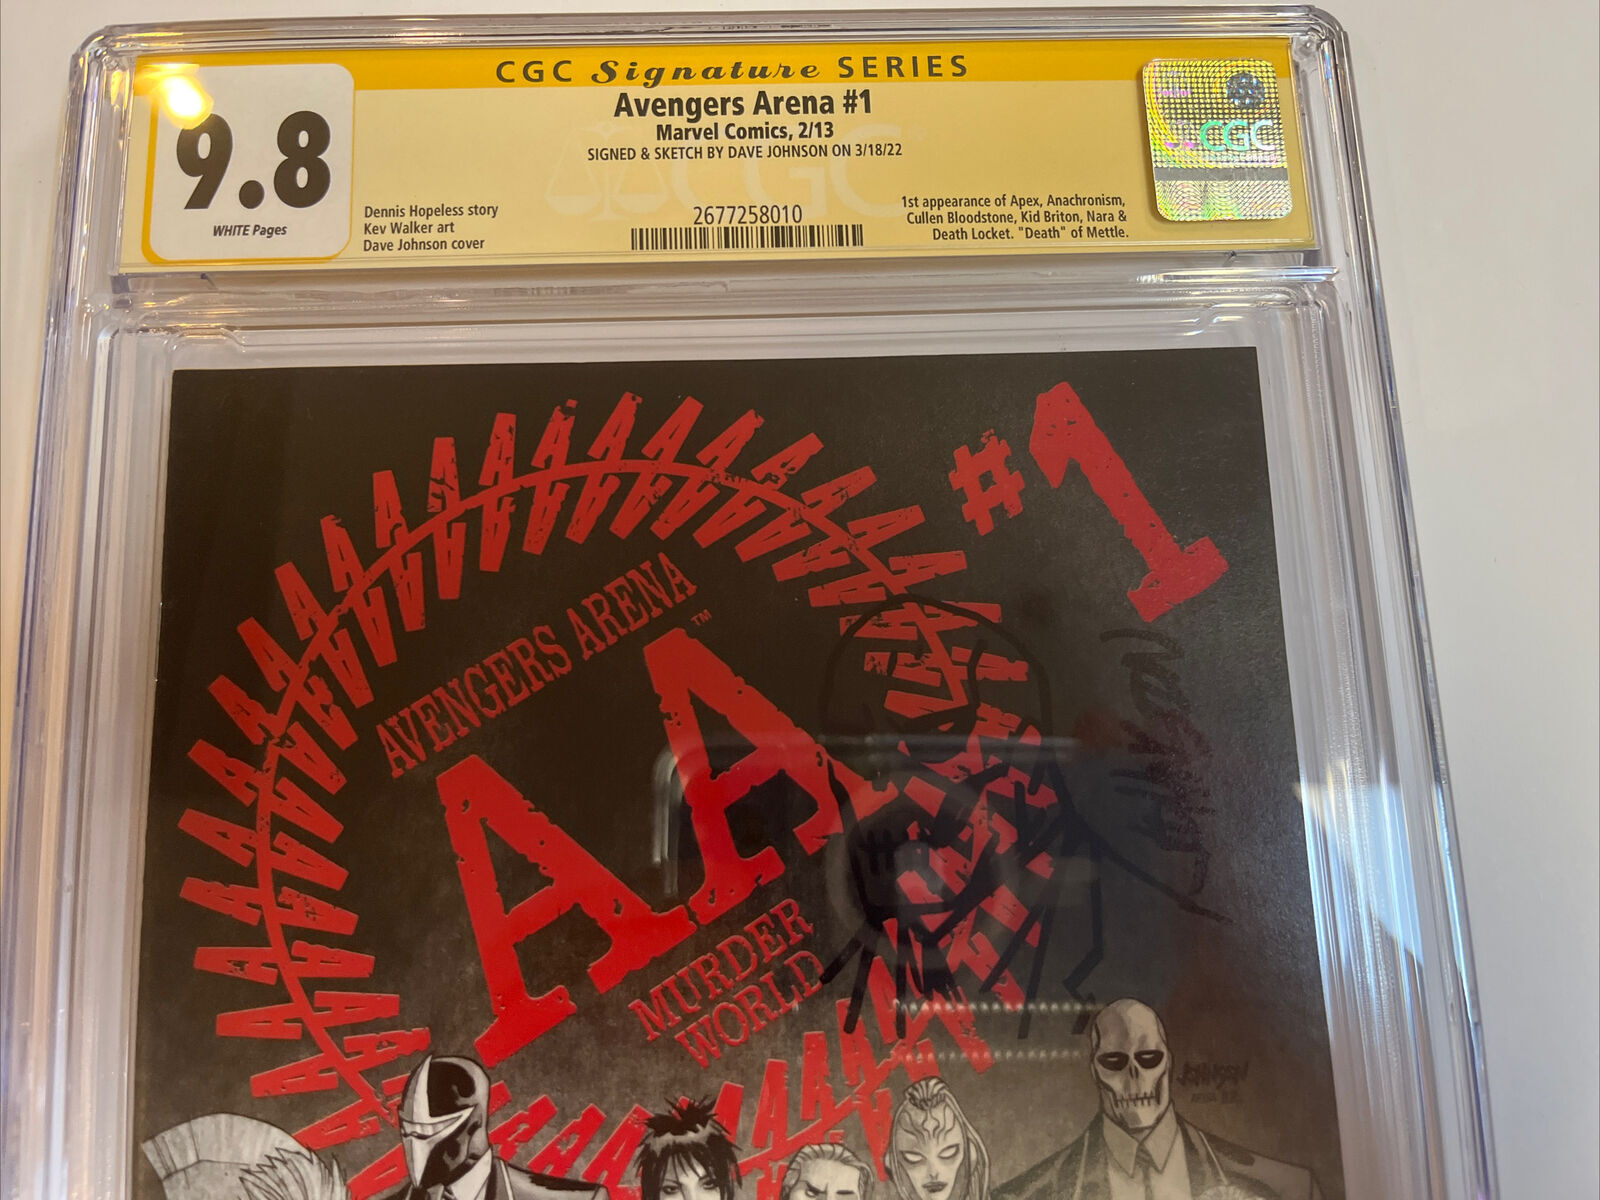 CGC Signature SERIES
Avengers Arena #1
Marvel Comics, 2/13
SIGNED & SKETCH BY DAVE JOHNSON ON 3/18/22
9.8
WHITE Pages
Dennis Hopeless story
Kev Walker art
Dave Johnson cover
2677258010
1st appearance of Apex, Anachronism,
Cullen Bloodstone, Kid Briton, Nara &
Death Locket. "Death" of Mettle.
CGC
#1
AVENGERS ARENA
AA
TM
MURDER
WORLD
JOHNSON